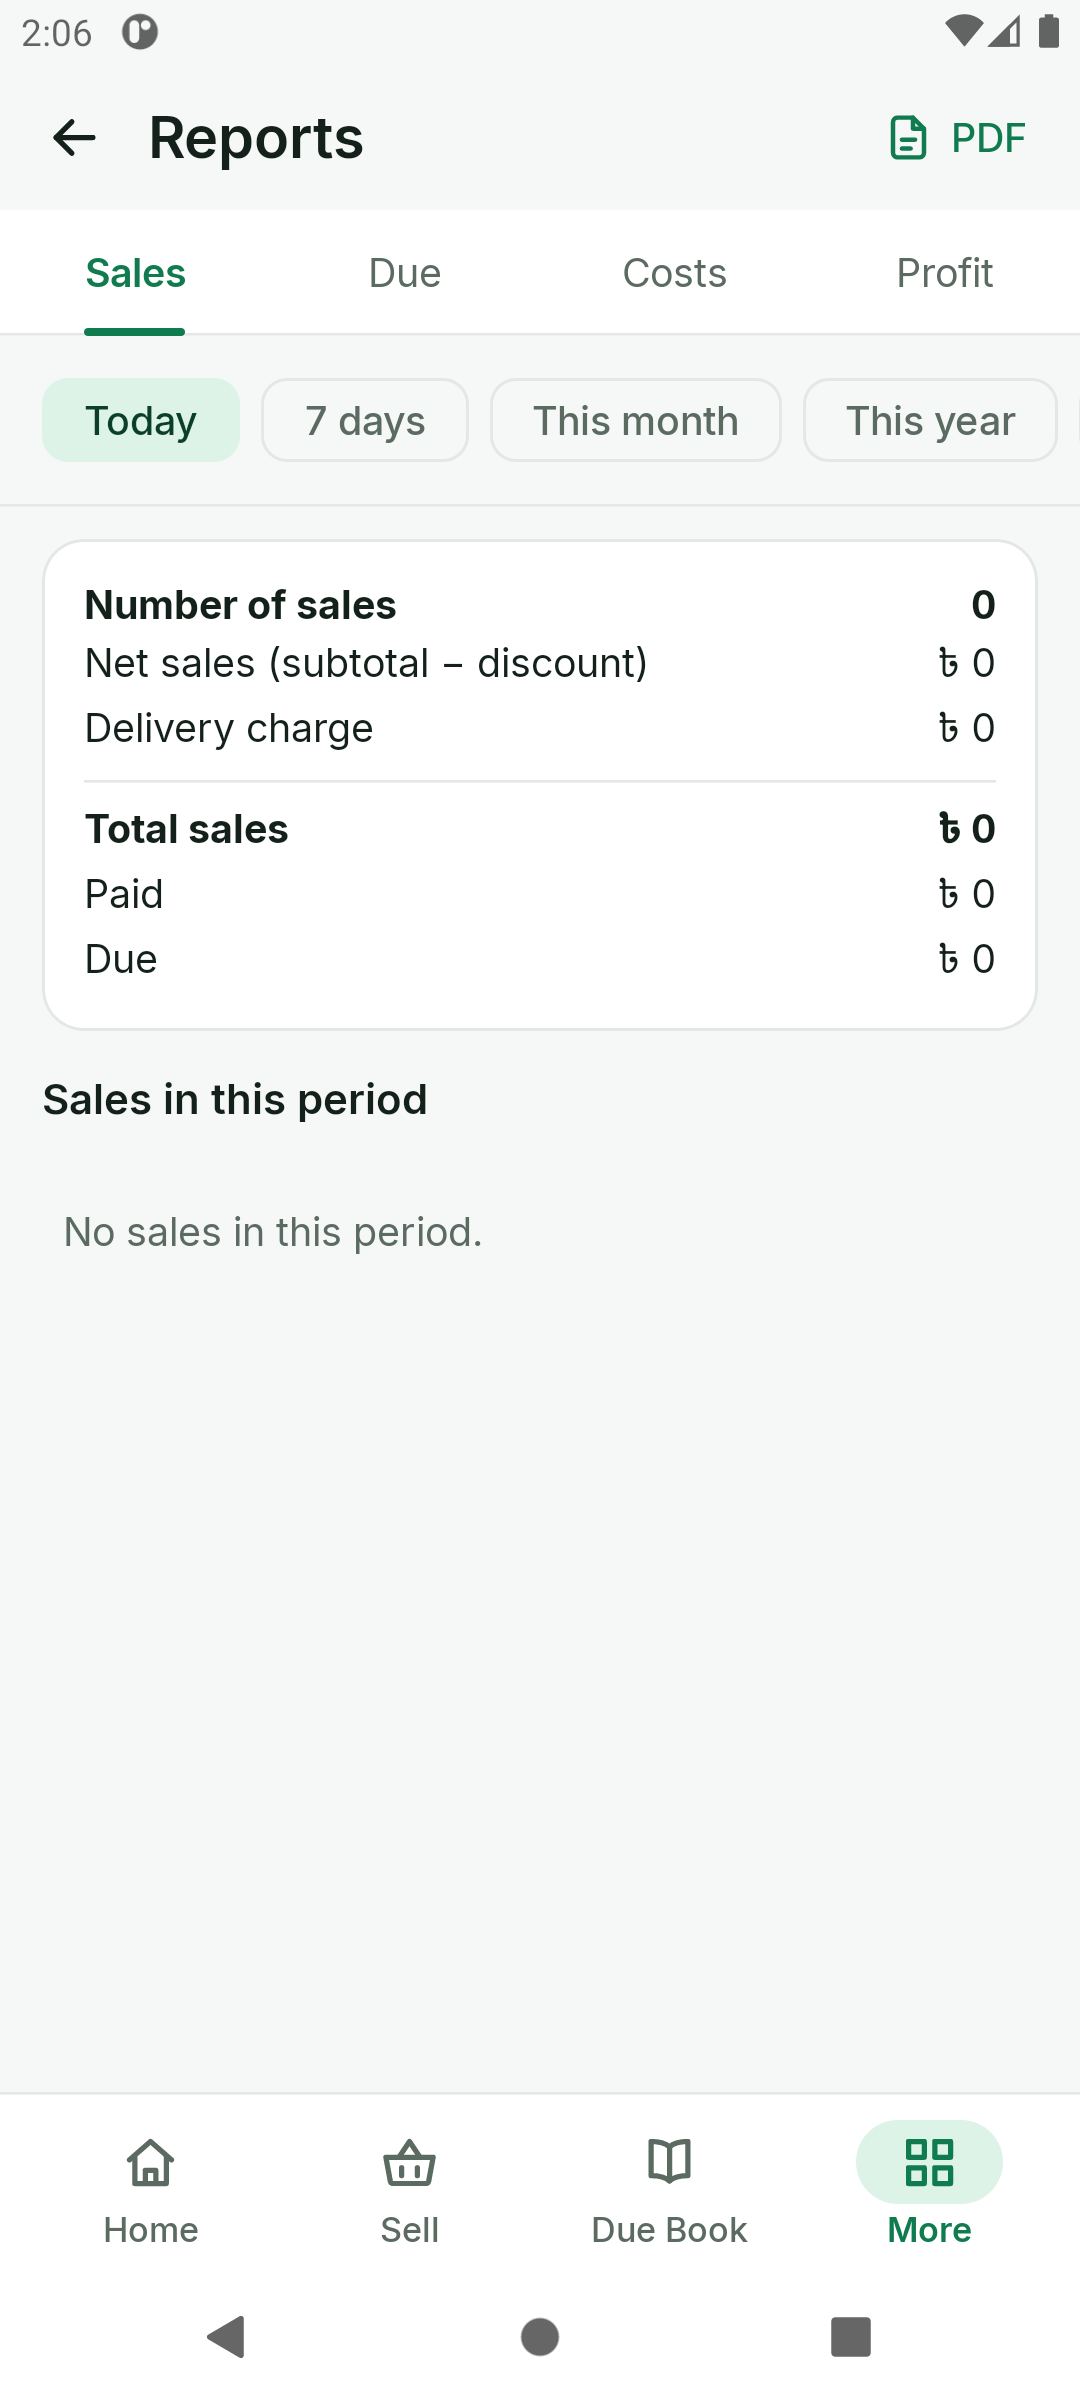 2:06
Reports
PDF
Sales Due Costs Profit
Today 7 days This month This year
Number of sales 0
Net sales (subtotal − discount) ৳ 0
Delivery charge ৳ 0
Total sales ৳ 0
Paid ৳ 0
Due ৳ 0
Sales in this period
No sales in this period.
Home Sell Due Book More